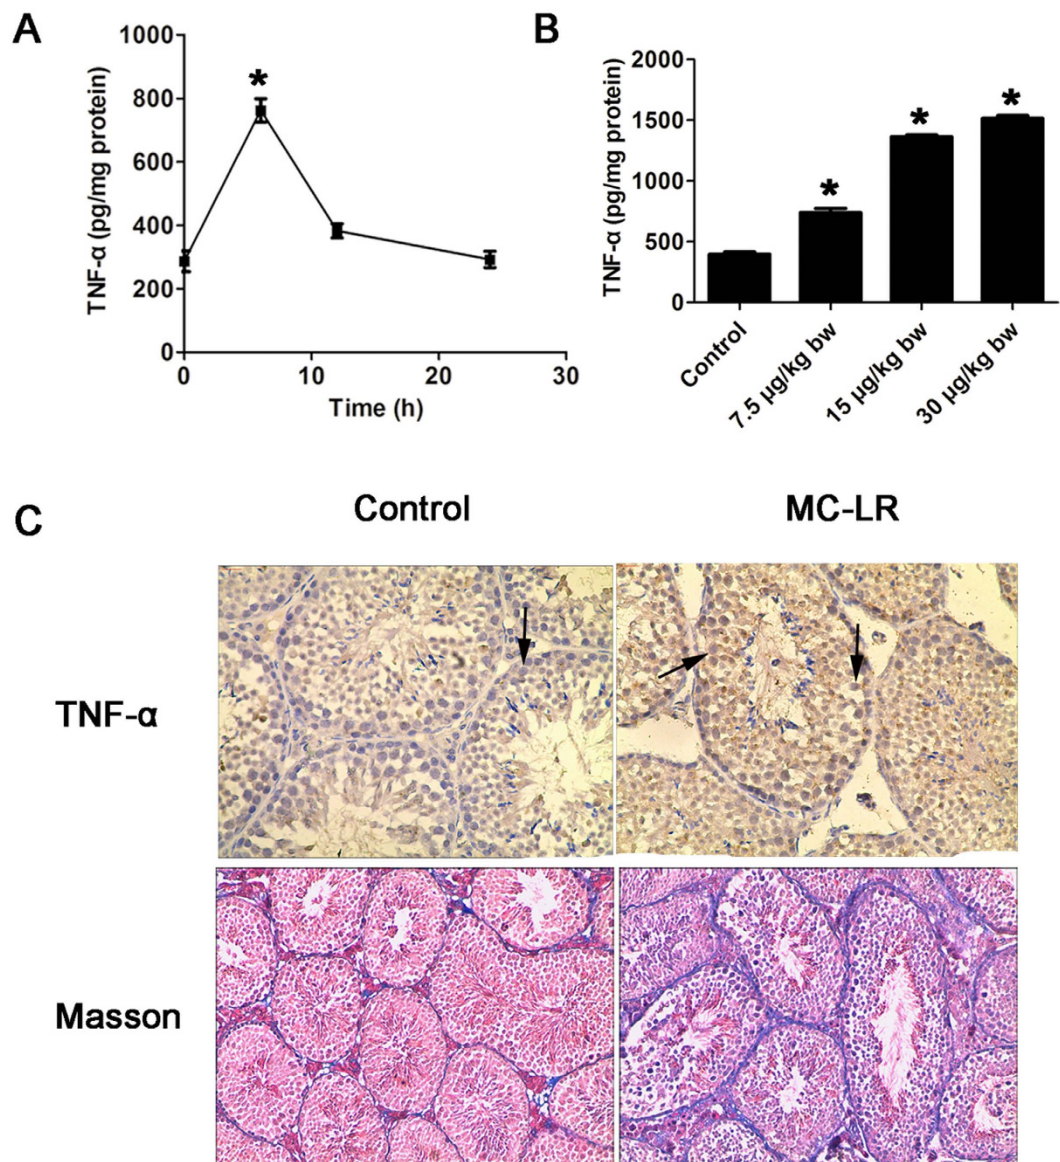 A
TNF-α (pg/mg protein)
1000
800
600
400
200
0
*
0 10 20 30
Time (h)
B
TNF-α (pg/mg protein)
2000
1500
1000
500
0
* * *
Control
7.5 µg/kg bw
15 µg/kg bw
30 µg/kg bw
C
Control MC-LR
TNF-α
Masson